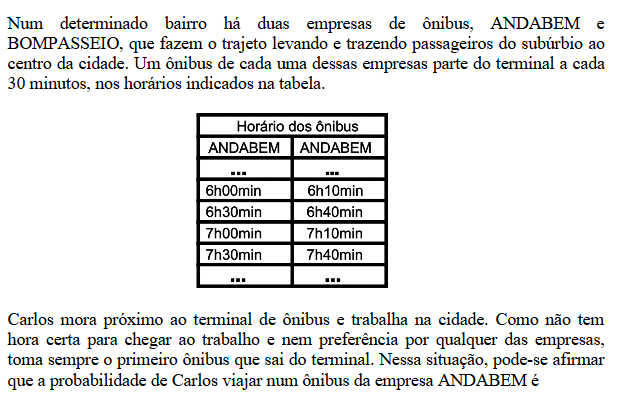 Num determinado bairro há duas empresas de ônibus, ANDABEM e
BOMPASSEIO, que fazem o trajeto levando e trazendo passageiros do subúrbio ao
centro da cidade. Um ônibus de cada uma dessas empresas parte do terminal a cada
30 minutos, nos horários indicados na tabela.
Horário dos ônibus
ANDABEM ANDABEM
... ...
6h00min 6h10min
6h30min 6h40min
7h00min 7h10min
7h30min 7h40min
... ...
Carlos mora próximo ao terminal de ônibus e trabalha na cidade. Como não tem
hora certa para chegar ao trabalho e nem preferência por qualquer das empresas,
toma sempre o primeiro ônibus que sai do terminal. Nessa situação, pode-se afirmar
que a probabilidade de Carlos viajar num ônibus da empresa ANDABEM é